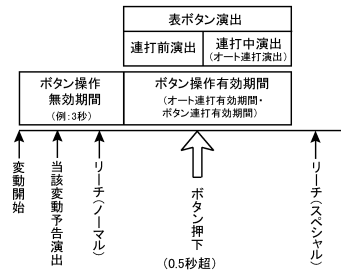 表ボタン演出
連打前演出
連打中演出
(オート連打演出)
ボタン操作
無効期間
(例:3秒)
ボタン操作有効期間
(オート連打有効期間・
ボタン連打有効期間)
変動開始
当該変動予告演出
リーチ(ノーマル)
ボタン押下
(0.5秒超)
リーチ(スペシャル)